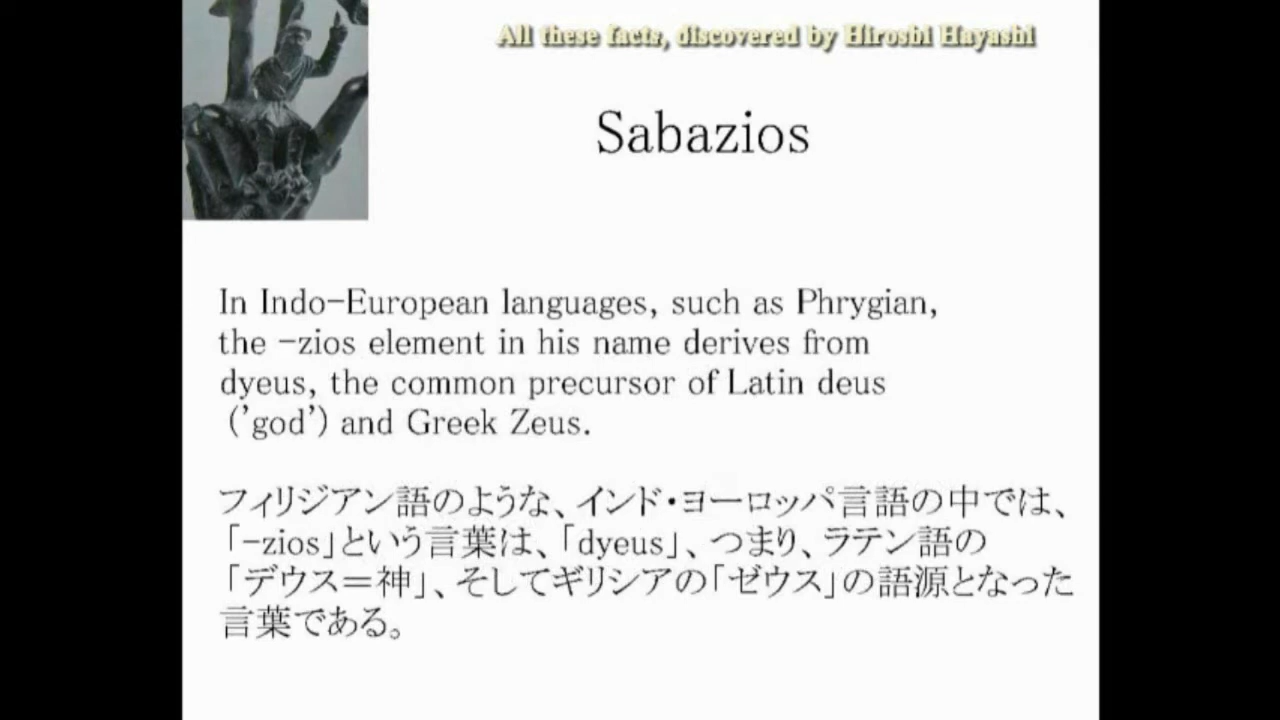 All these facts, discovered by Hiroshi Hayashi
Sabazios
In Indo-European languages, such as Phrygian,
the -zios element in his name derives from
dyeus, the common precursor of Latin deus
('god') and Greek Zeus.
フィリジアン語のような、インド・ヨーロッパ言語の中では、
「-zios」という言葉は、「dyeus」、つまり、ラテン語の
「デウス＝神」、そしてギリシアの「ゼウス」の語源となった
言葉である。